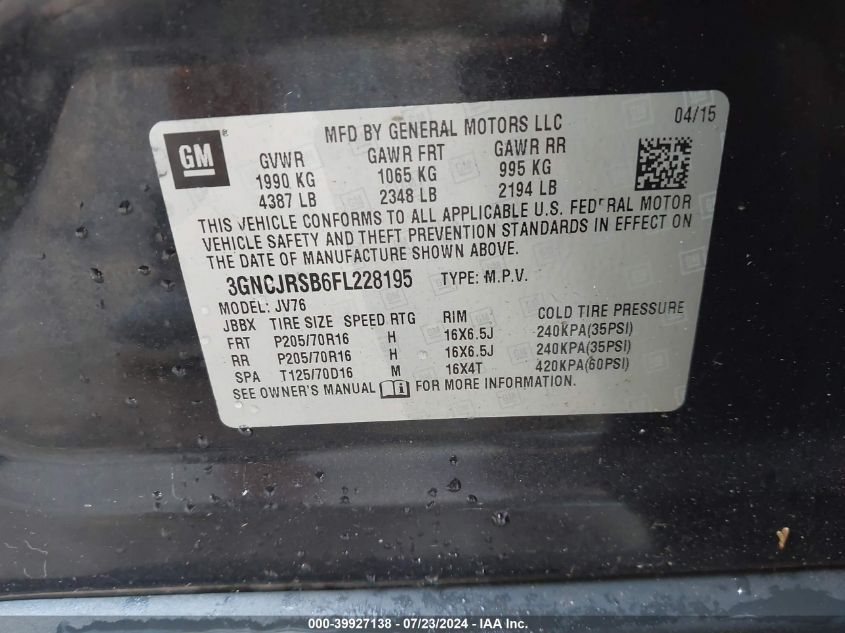 GM ®
MFD BY GENERAL MOTORS LLC 04/15
GVWR GAWR FRT GAWR RR
1990 KG 1065 KG 995 KG
4387 LB 2348 LB 2194 LB
THIS VEHICLE CONFORMS TO ALL APPLICABLE U.S. FEDERAL MOTOR
VEHICLE SAFETY AND THEFT PREVENTION STANDARDS IN EFFECT ON
THE DATE OF MANUFACTURE SHOWN ABOVE.
3GNCJRSB6FL228195 TYPE: M.P.V.
MODEL: JV76
JBBX TIRE SIZE SPEED RTG RIM COLD TIRE PRESSURE
FRT P205/70R16 H 16X6.5J 240KPA(35PSI)
RR P205/70R16 H 16X6.5J 240KPA(35PSI)
SPA T125/70D16 M 16X4T 420KPA(60PSI)
SEE OWNER'S MANUAL FOR MORE INFORMATION.
000-39927138 - 07/23/2024 - IAA Inc.